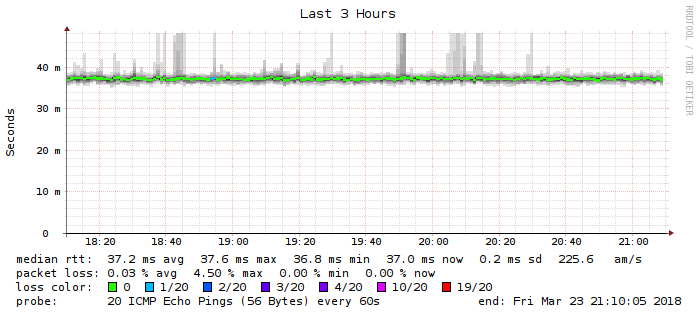 Last 3 Hours
RRDTOOL / TOBI OETIKER
Seconds
40 m
30 m
20 m
10 m
0
18:20 18:40 19:00 19:20 19:40 20:00 20:20 20:40 21:00
median rtt: 37.2 ms avg 37.6 ms max 36.8 ms min 37.0 ms now 0.2 ms sd 225.6 am/s
packet loss: 0.03 % avg 4.50 % max 0.00 % min 0.00 % now
loss color: 0 1/20 2/20 3/20 4/20 10/20 19/20
probe: 20 ICMP Echo Pings (56 Bytes) every 60s end: Fri Mar 23 21:10:05 2018